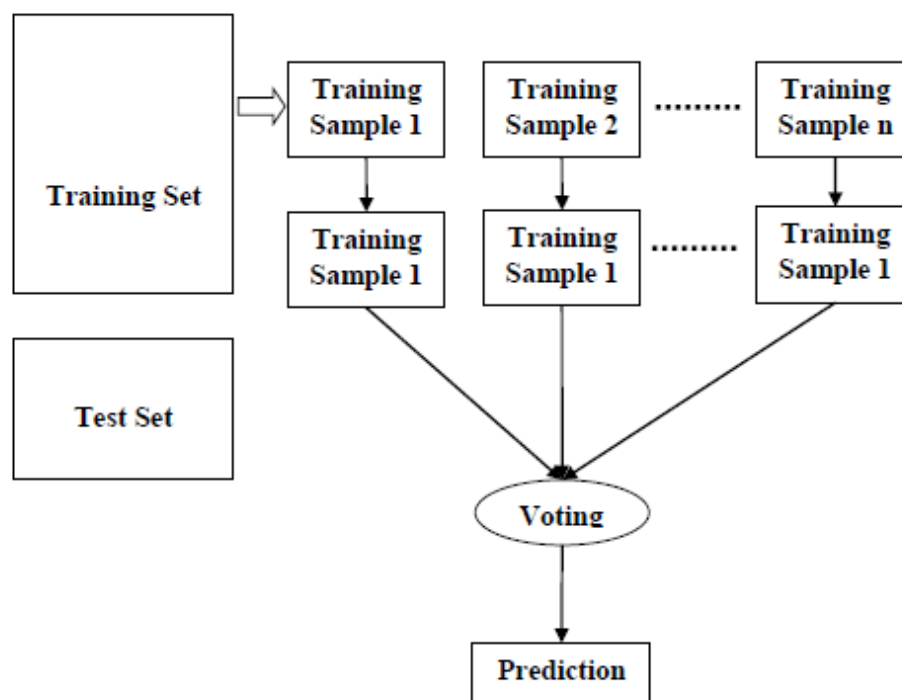 Training
Sample 1
Training
Sample 2
Training
Sample n
Training Set
Training
Sample 1
Training
Sample 1
Training
Sample 1
Test Set
Voting
Prediction